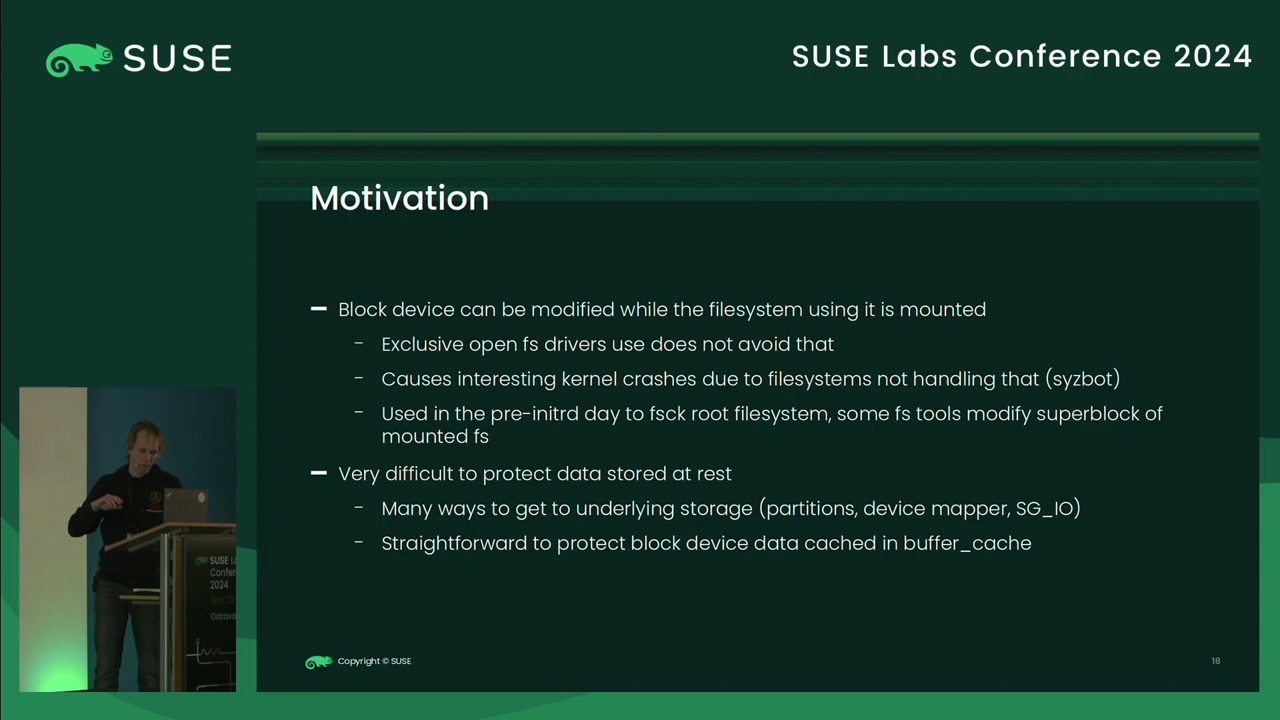 SUSE
SUSE Labs Conference 2024
Motivation
Block device can be modified while the filesystem using it is mounted
- Exclusive open fs drivers use does not avoid that
- Causes interesting kernel crashes due to filesystems not handling that (syzbot)
- Used in the pre-initrd day to fsck root filesystem, some fs tools modify superblock of
mounted fs
Very difficult to protect data stored at rest
- Many ways to get to underlying storage (partitions, device mapper, SG_IO)
- Straightforward to protect block device data cached in buffer_cache
SUSE
2024
Copyright © SUSE
18